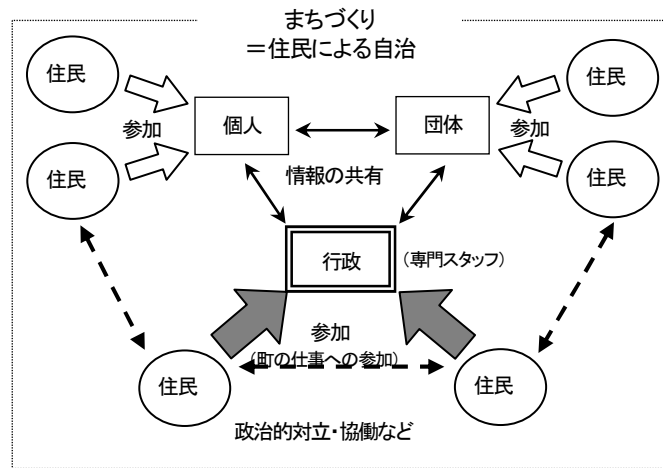 まちづくり
=住民による自治
住民
住民
参加
個人
団体
参加
住民
住民
情報の共有
行政
(専門スタッフ)
参加
(町の仕事への参加)
住民
住民
政治的対立・協働など